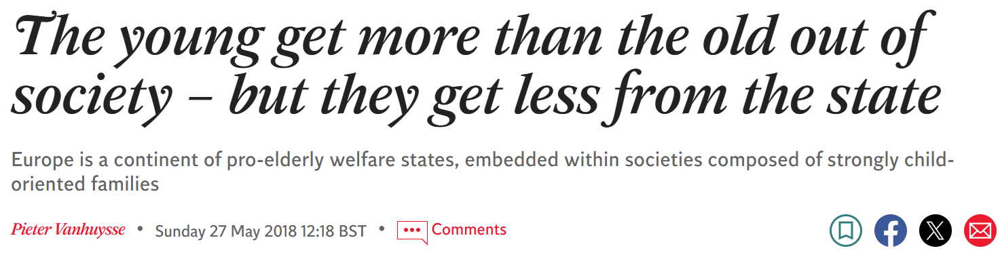 The young get more than the old out of
society – but they get less from the state
Europe is a continent of pro-elderly welfare states, embedded within societies composed of strongly child-
oriented families
Pieter Vanhuysse • Sunday 27 May 2018 12:18 BST • Comments